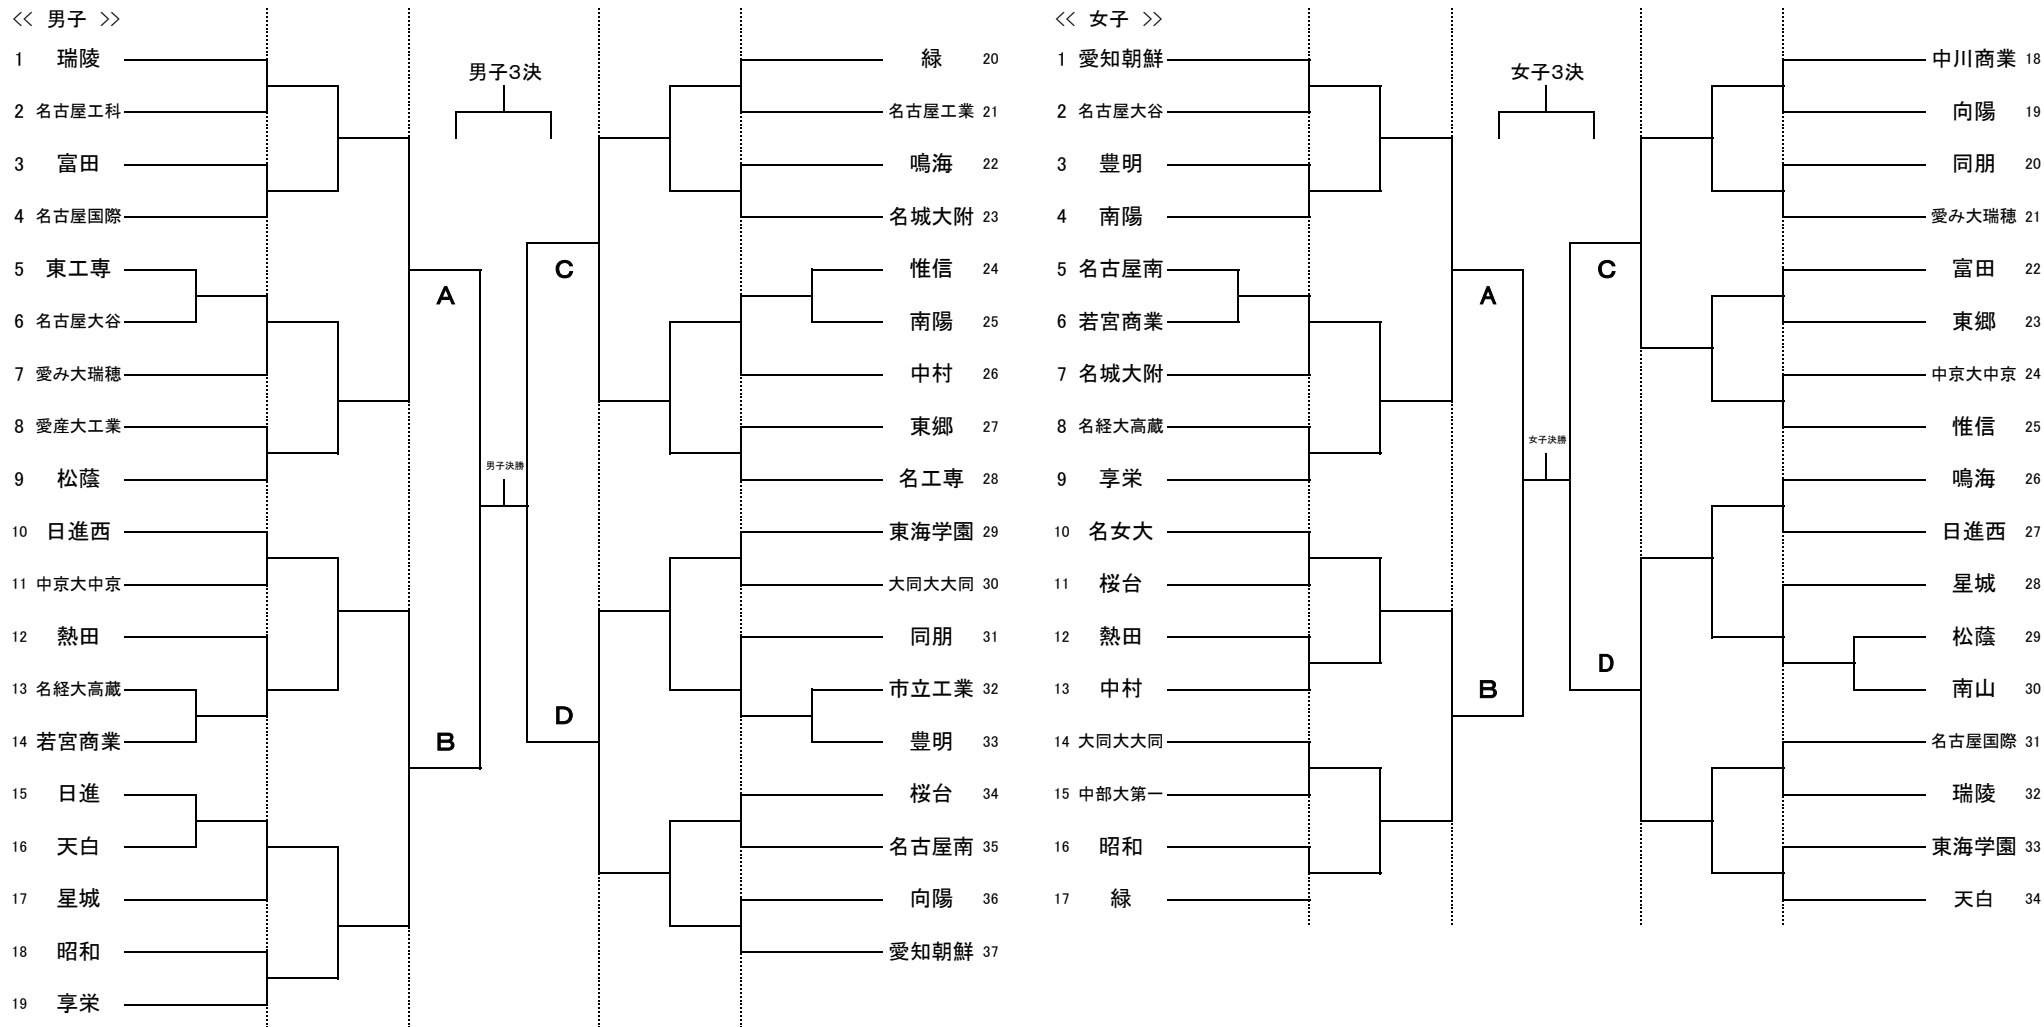 << 男子 >>
1 瑞陵
2 名古屋工科
3 富田
4 名古屋国際
5 東工専
6 名古屋大谷
7 愛み大瑞穂
8 愛産大工業
9 松蔭
10 日進西
11 中京大中京
12 熱田
13 名経大高蔵
14 若宮商業
15 日進
16 天白
17 星城
18 昭和
19 享栄
男子3決
A
B
男子決勝
C
D
緑 20
名古屋工業 21
鳴海 22
名城大附 23
惟信 24
南陽 25
中村 26
東郷 27
名工専 28
東海学園 29
大同大大同 30
同朋 31
市立工業 32
豊明 33
桜台 34
名古屋南 35
向陽 36
愛知朝鮮 37
<< 女子 >>
1 愛知朝鮮
2 名古屋大谷
3 豊明
4 南陽
5 名古屋南
6 若宮商業
7 名城大附
8 名経大高蔵
9 享栄
10 名女大
11 桜台
12 熱田
13 中村
14 大同大大同
15 中部大第一
16 昭和
17 緑
女子3決
A
B
女子決勝
C
D
中川商業 18
向陽 19
同朋 20
愛み大瑞穂 21
富田 22
東郷 23
中京大中京 24
惟信 25
鳴海 26
日進西 27
星城 28
松蔭 29
南山 30
名古屋国際 31
瑞陵 32
東海学園 33
天白 34